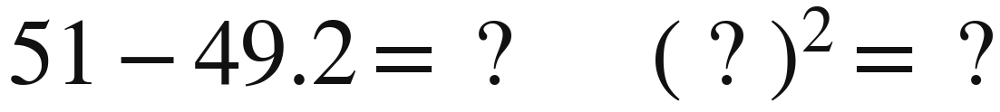 51 − 49.2 = ? ( ? )² = ?